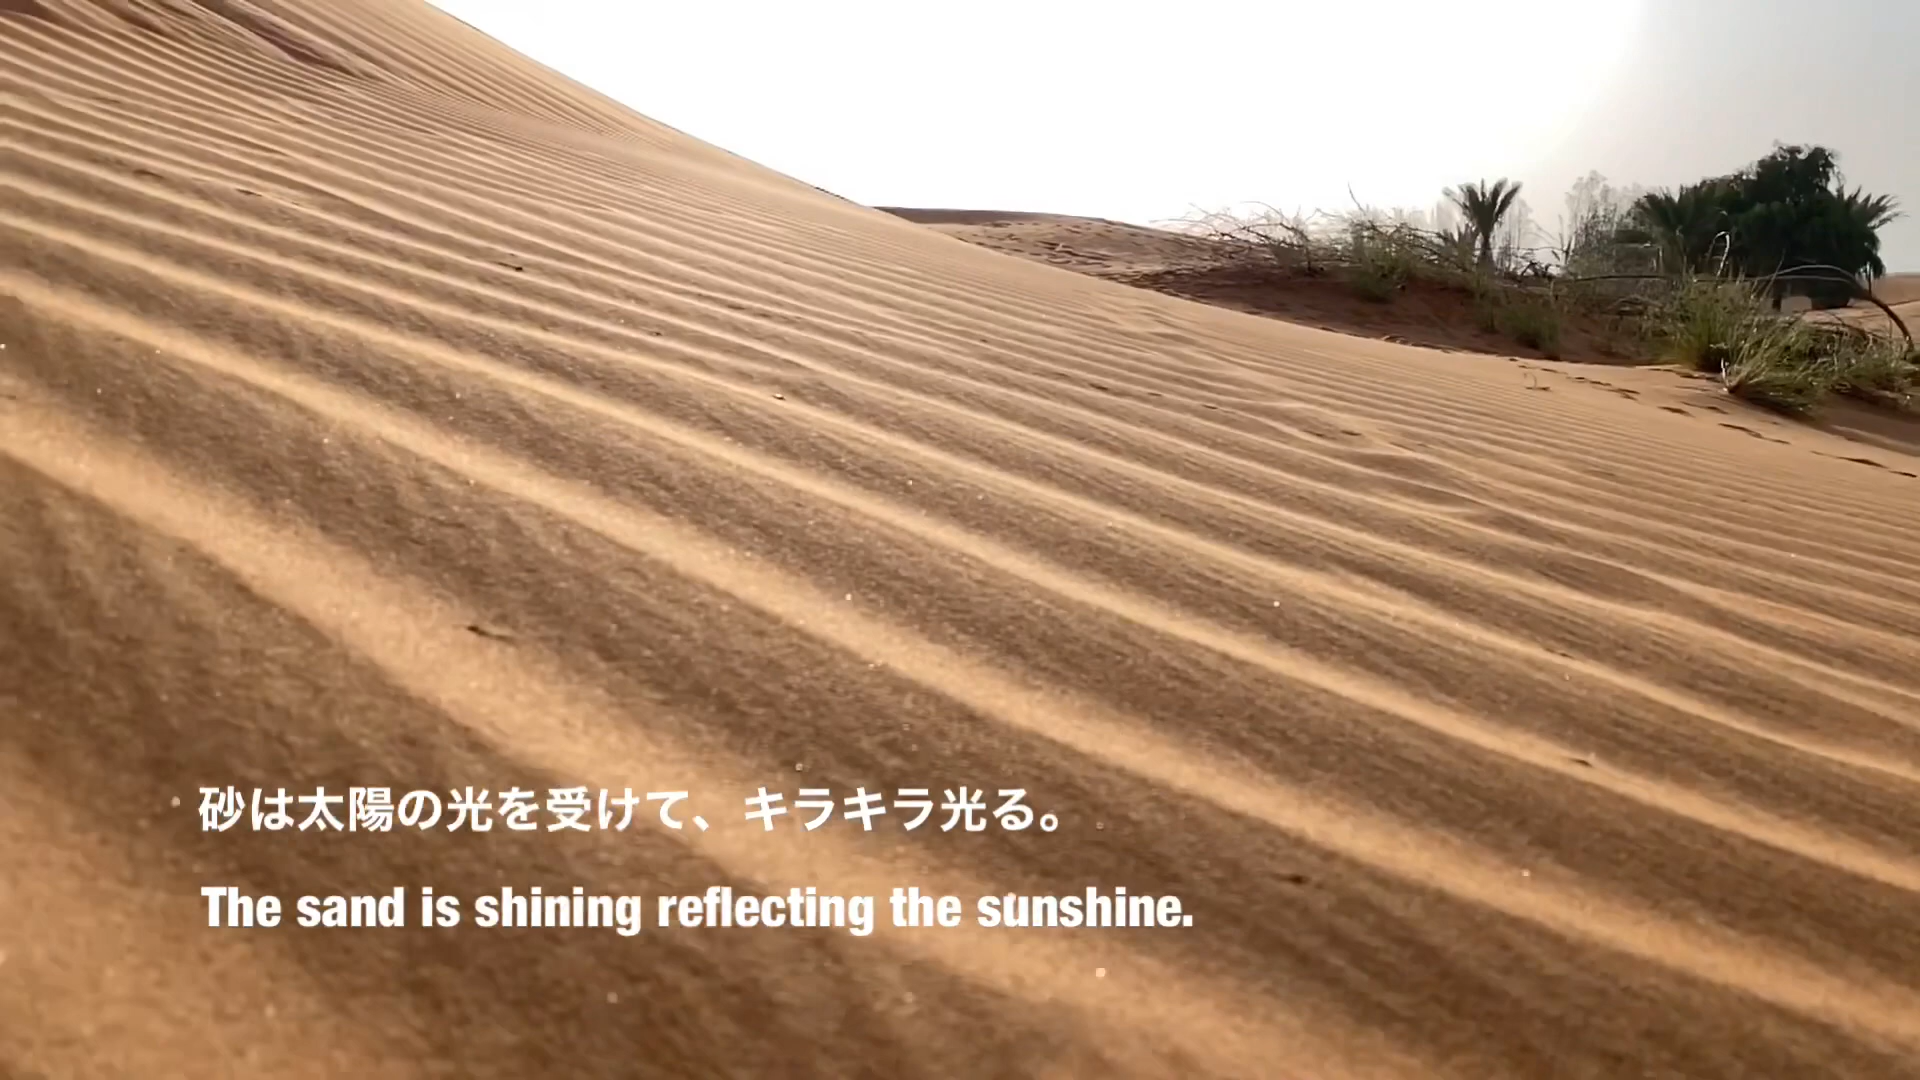 砂は太陽の光を受けて、キラキラ光る。
The sand is shining reflecting the sunshine.